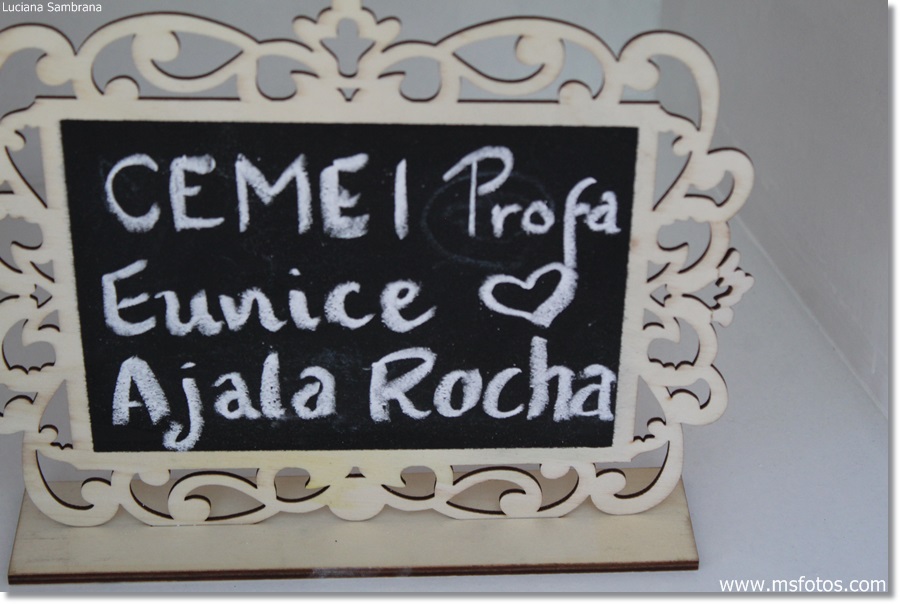 Luciana Sambrana
CEMEI Profa
Eunice
Ajala Rocha
www.msfotos.com